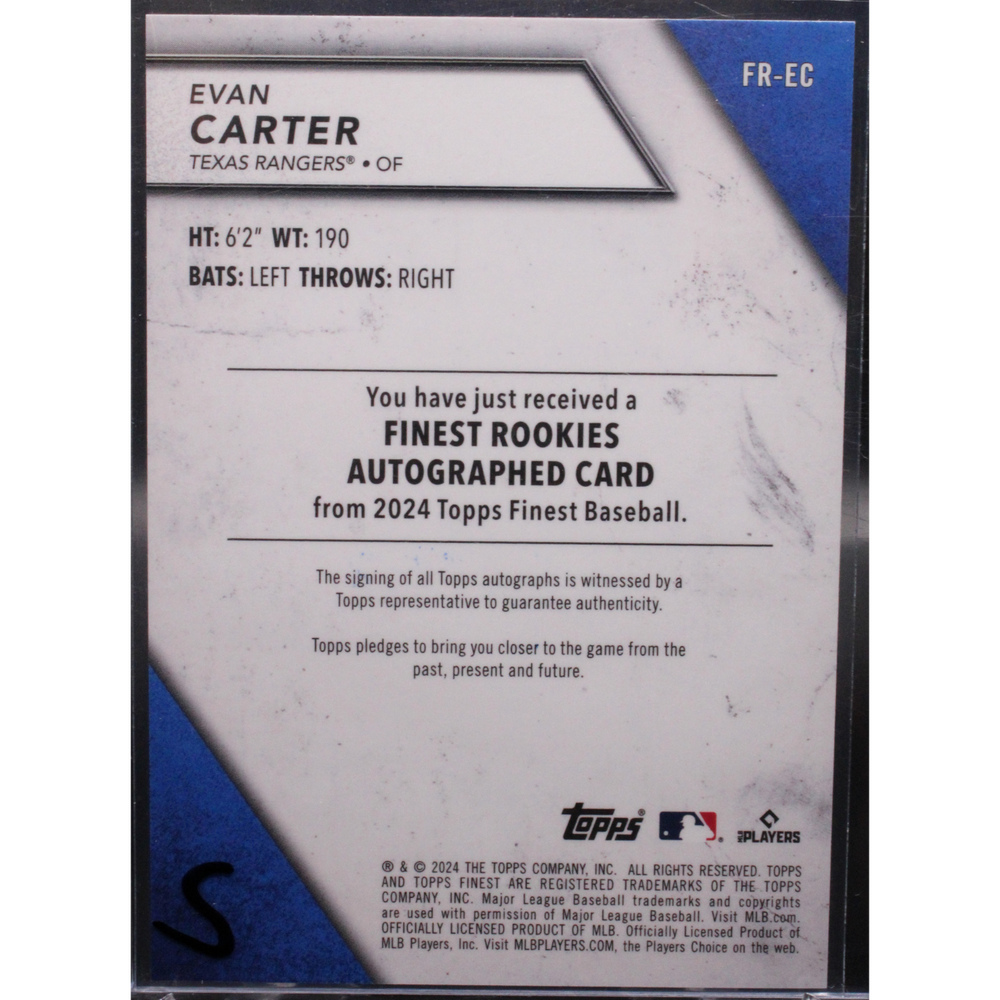 FR-EC
EVAN
CARTER
TEXAS RANGERS® • OF
HT: 6'2" WT: 190
BATS: LEFT THROWS: RIGHT
You have just received a
FINEST ROOKIES
AUTOGRAPHED CARD
from 2024 Topps Finest Baseball.
The signing of all Topps autographs is witnessed by a
Topps representative to guarantee authenticity.
Topps pledges to bring you closer to the game from the
past, present and future.
topps® ® MLB PLAYERS
® & © 2024 THE TOPPS COMPANY, INC. ALL RIGHTS RESERVED. TOPPS
AND TOPPS FINEST ARE REGISTERED TRADEMARKS OF THE TOPPS
COMPANY, INC. Major League Baseball trademarks and copyrights
are used with permission of Major League Baseball. Visit MLB.com.
OFFICIALLY LICENSED PRODUCT OF MLB. Officially Licensed Product of
MLB Players, Inc. Visit MLBPLAYERS.COM, the Players Choice on the web.
S